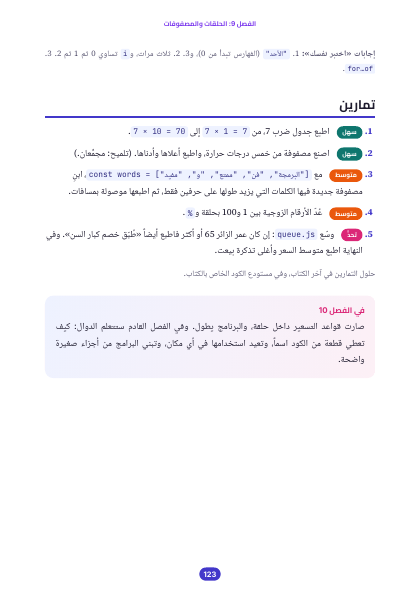 الفصل 9: الحلقات والمصفوفات
إجابات «اختبر نفسك»: 1. "الأحد" (الفهارس تبدأ من 0)، و3. 2. ثلاث مرات، و i تساوي 0 ثم 1 ثم 2. 3.
for…of.
تمارين
1. سهل اطبع جدول ضرب 7، من 7 × 1 = 7 إلى 7 × 10 = 70.
2. سهل اصنع مصفوفة من خمس درجات حرارة، واطبع أعلاها وأدناها. (تلميح: مجمّعان.)
3. متوسط مع const words = ["البرمجة", "فن", "ممتع", "و", "مفيد"]، ابنِ
مصفوفة جديدة فيها الكلمات التي يزيد طولها على حرفين فقط، ثم اطبعها موصولة بمسافات.
4. متوسط عُدّ الأرقام الزوجية بين 1 و100 بحلقة و %.
5. تحدٍّ وسّع queue.js: إن كان عمر الزائر 65 أو أكثر فاطبع أيضاً «طُبّق خصم كبار السن». وفي
النهاية اطبع متوسط السعر وأغلى تذكرة بيعت.
حلول التمارين في آخر الكتاب، وفي مستودع الكود الخاص بالكتاب.
في الفصل 10
صارت قواعد التسعير داخل حلقة، والبرنامج يطول. وفي الفصل القادم ستتعلم الدوال: كيف
تعطي قطعة من الكود اسماً، وتعيد استخدامها في أي مكان، وتبني البرامج من أجزاء صغيرة
واضحة.
123